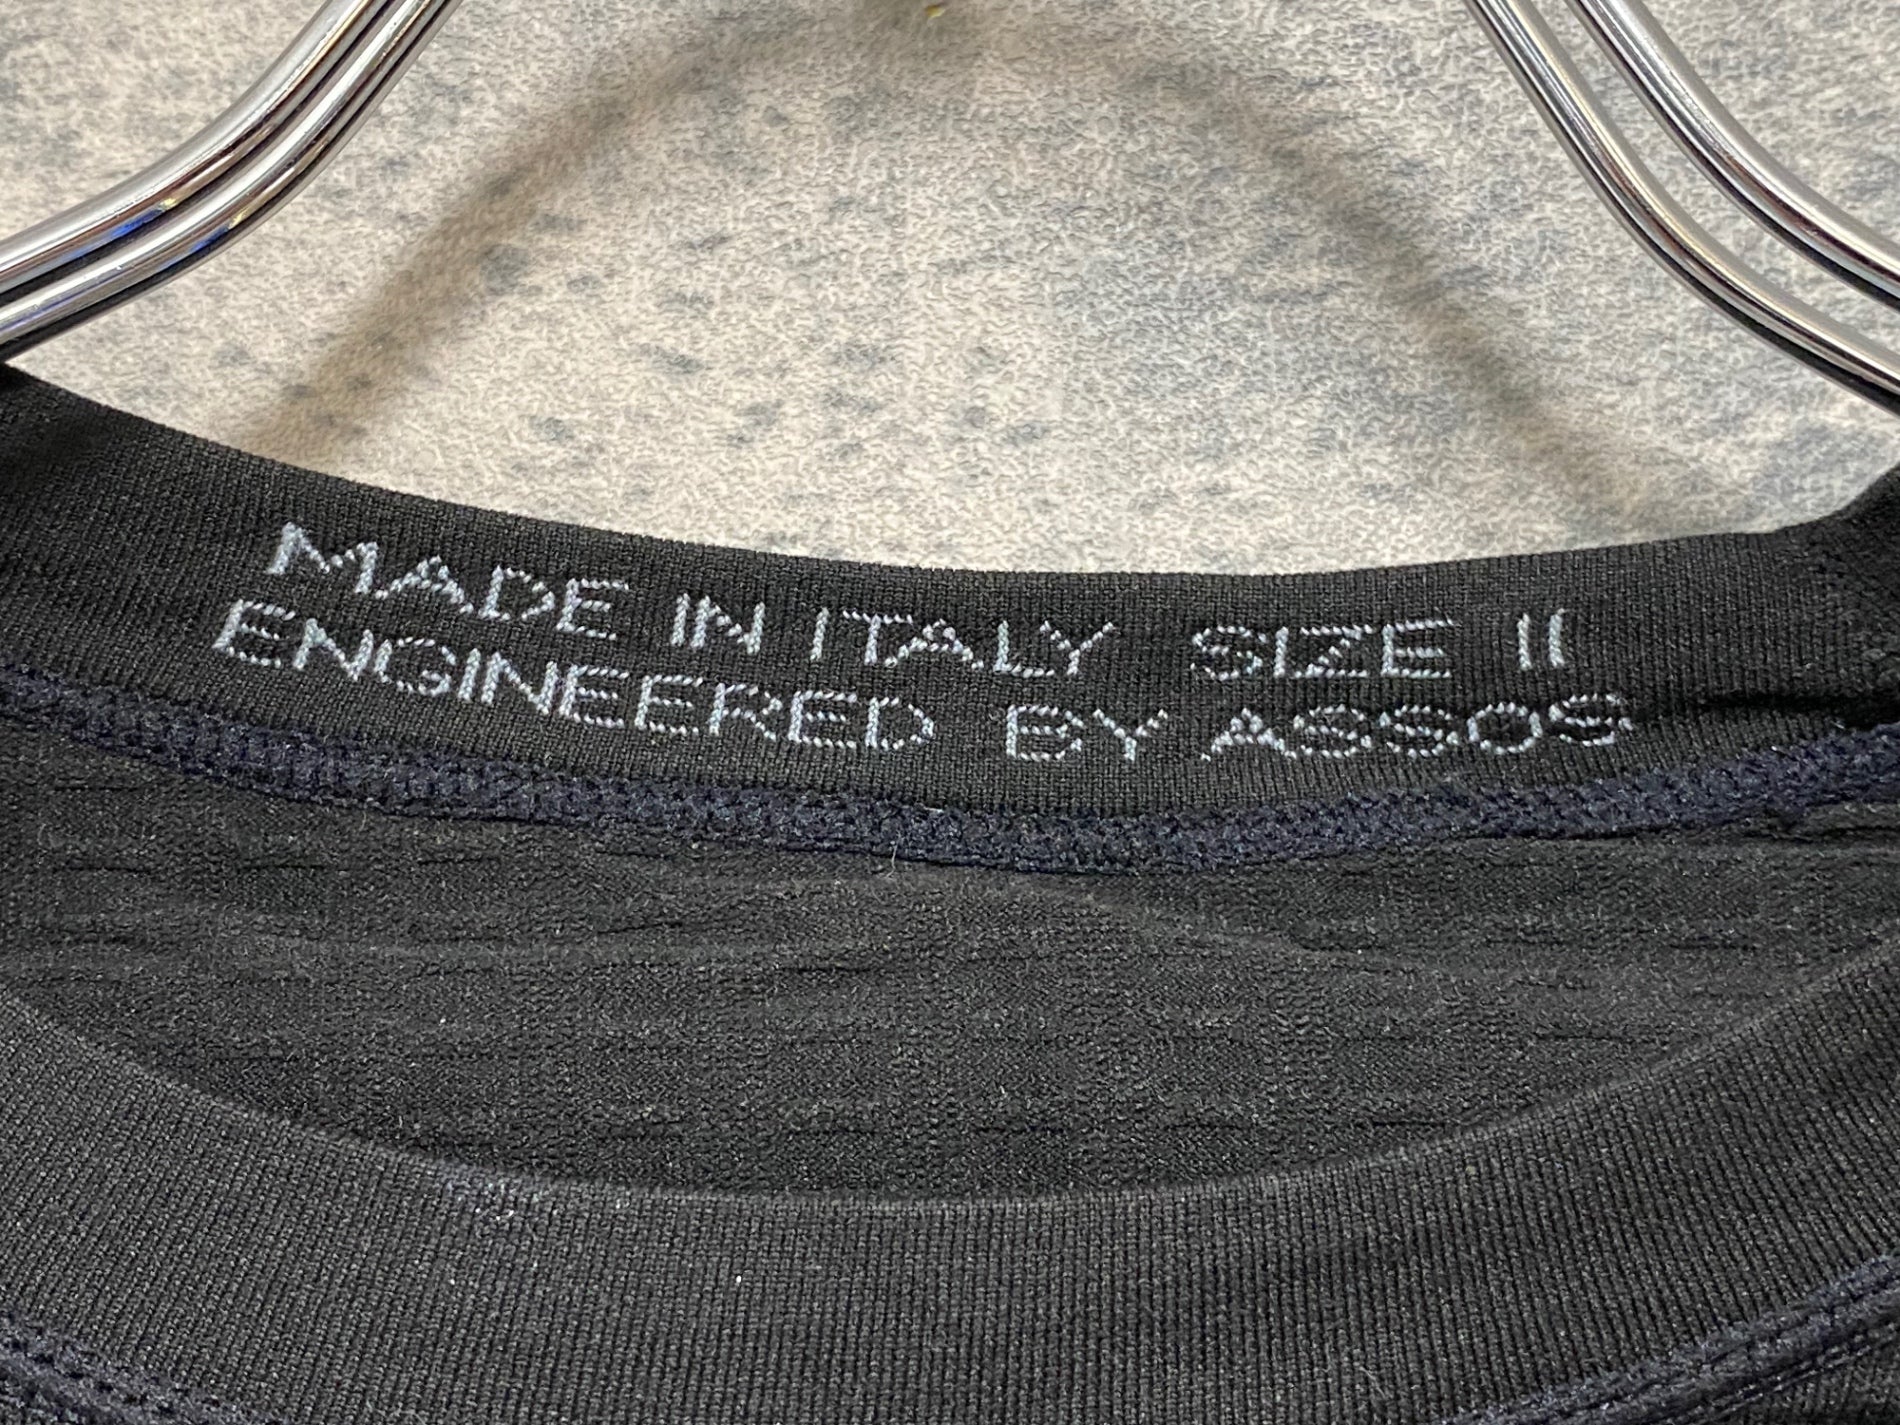 MADE IN ITALY SIZE II
ENGINEERED BY ASSOS